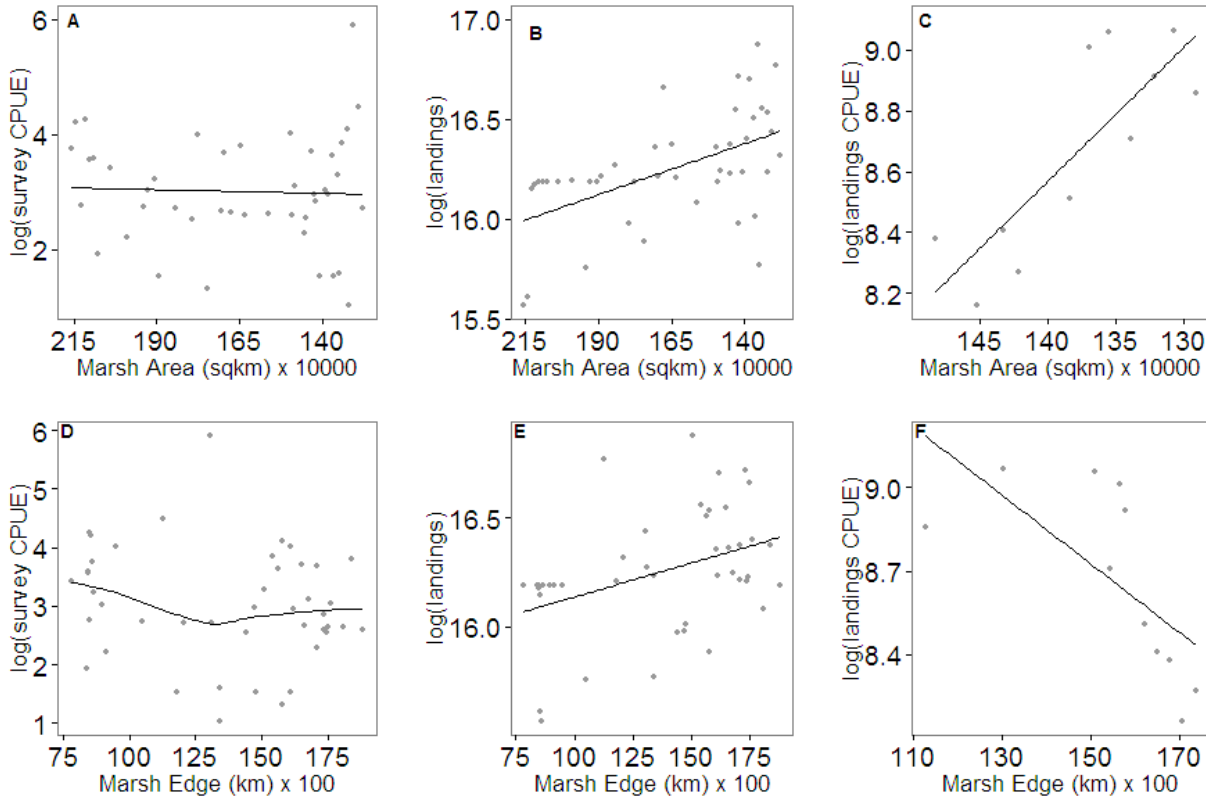 A
log(survey CPUE)
6
4
2
215 190 165 140
Marsh Area (sqkm) x 10000
B
log(landings)
17.0
16.5
16.0
15.5
215 190 165 140
Marsh Area (sqkm) x 10000
C
log(landings CPUE)
9.0
8.8
8.6
8.4
8.2
145 140 135 130
Marsh Area (sqkm) x 10000
D
log(survey CPUE)
6
5
4
3
2
1
75 100 125 150 175
Marsh Edge (km) x 100
E
log(landings)
16.5
16.0
75 100 125 150 175
Marsh Edge (km) x 100
F
log(landings CPUE)
9.0
8.7
8.4
110 130 150 170
Marsh Edge (km) x 100